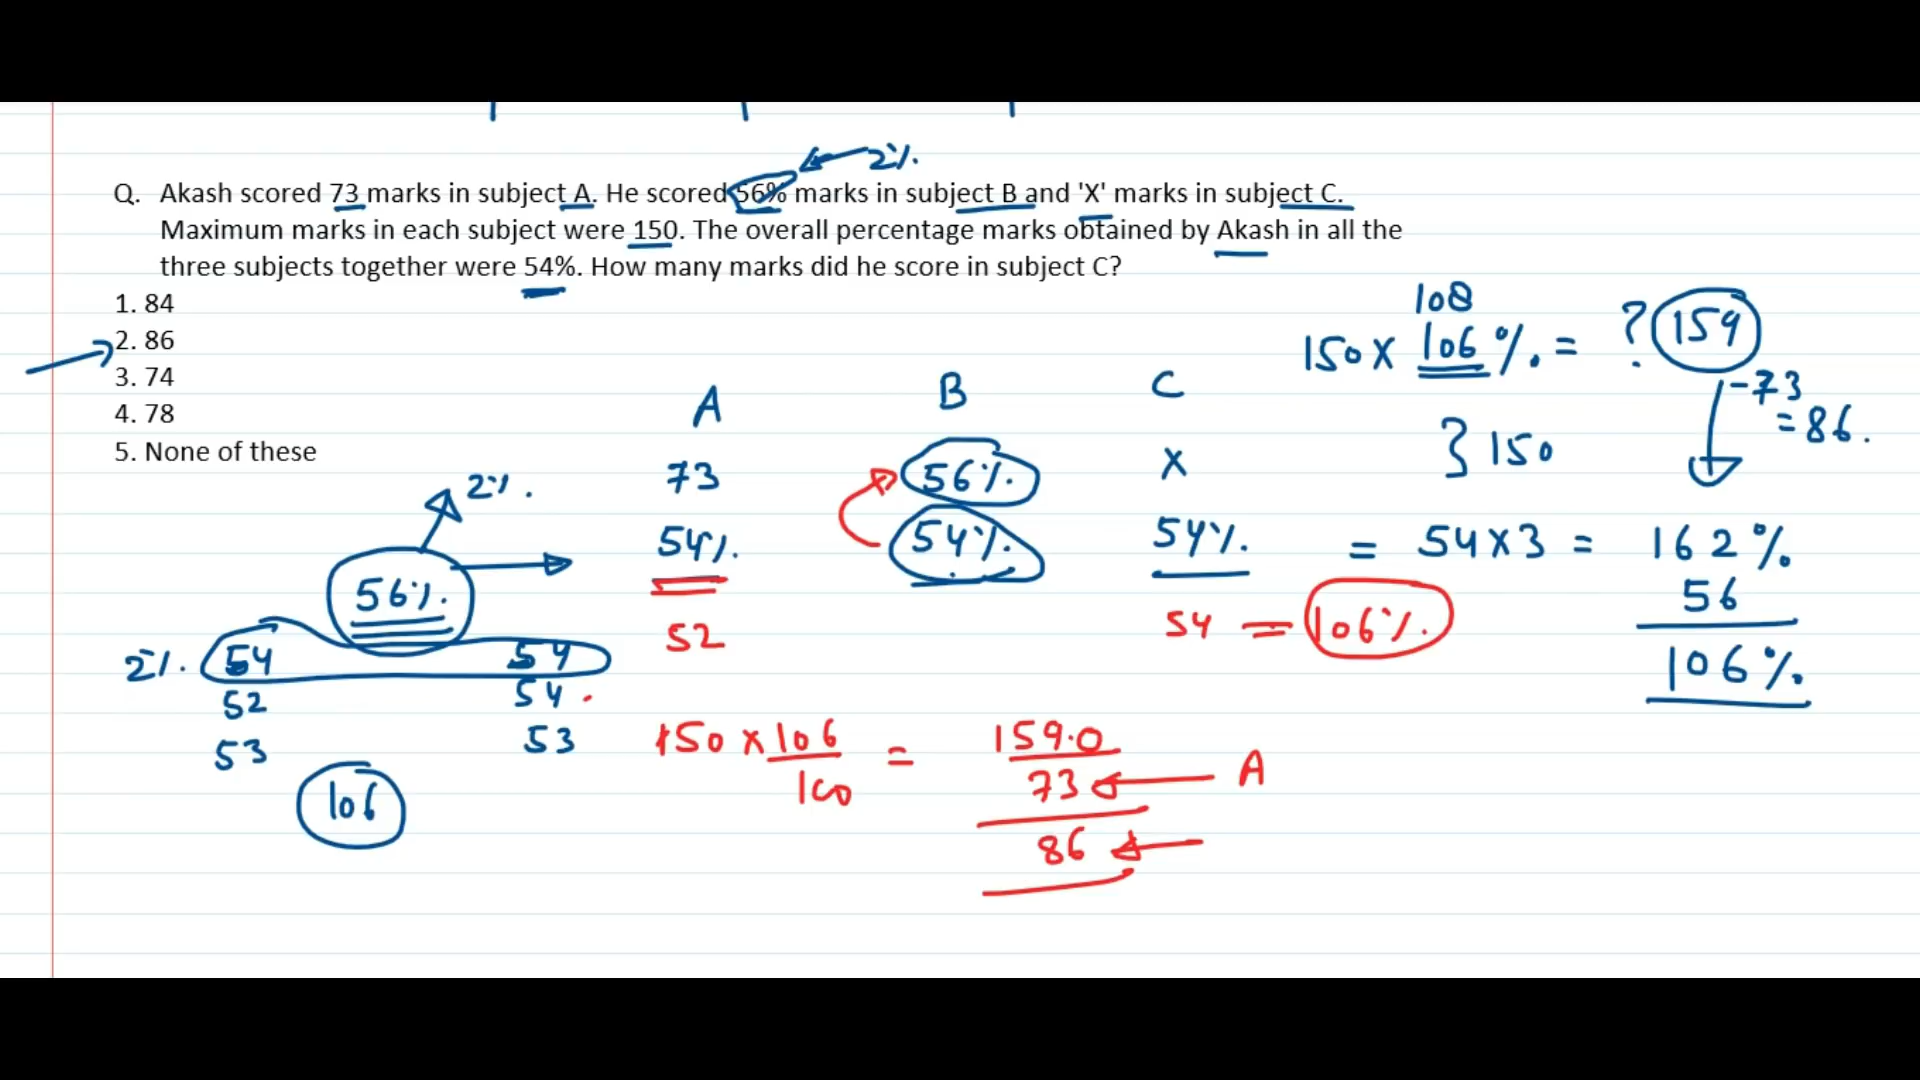 2%.
Q. Akash scored 73 marks in subject A. He scored 56% marks in subject B and 'X' marks in subject C.
Maximum marks in each subject were 150. The overall percentage marks obtained by Akash in all the
three subjects together were 54%. How many marks did he score in subject C?
1. 84
2. 86
3. 74
4. 78
5. None of these
108
150 x 106 %. = ? 159
-73
= 86.
A B C
73 56%. x } 150
54%. 54%. 54%. = 54 x 3 = 162 %.
56
52 54 = 106%.
106 %.
2%.
56%.
2%. 54 54
52 54
53 53
106
150 x 106 = 159.0
100
73 A
86